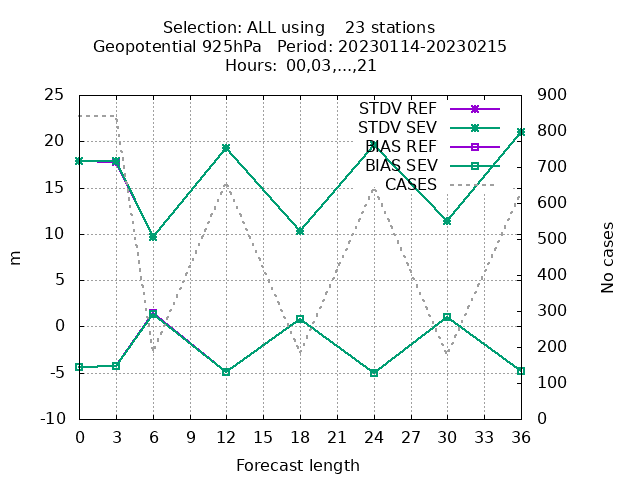 Selection: ALL using    23 stations
Geopotential 925hPa   Period: 20230114-20230215
Hours: 00,03,...,21
25 900
20 800
15 700
10 600
5 500
0 400
-5 300
-10 200
100
0
STDV REF
STDV SEV
BIAS REF
BIAS SEV
CASES
m
No cases
0 3 6 9 12 15 18 21 24 27 30 33 36
Forecast length